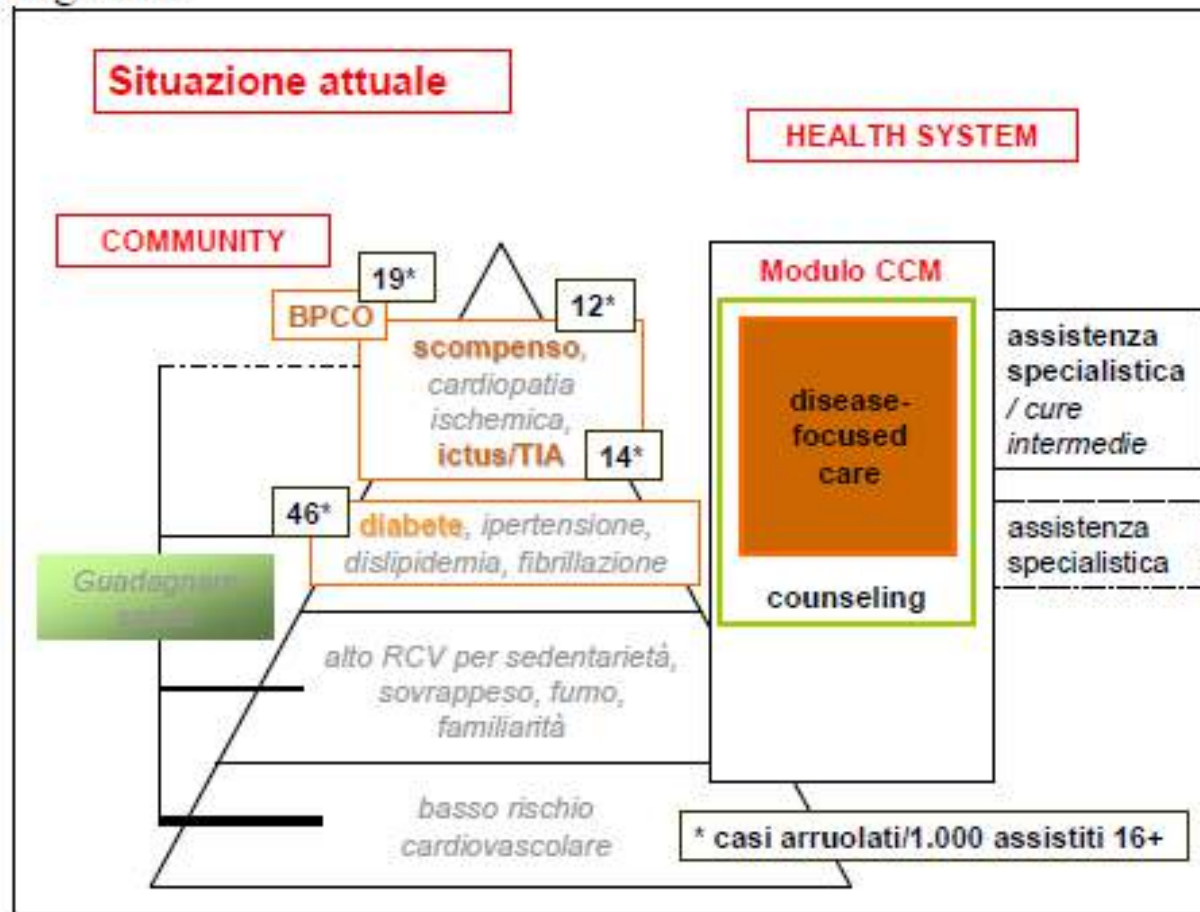 Situazione attuale
HEALTH SYSTEM
COMMUNITY
19*
BPCO
12*
scompenso,
cardiopatia
ischemica,
ictus/TIA
14*
46*
diabete, ipertensione,
dislipidemia, fibrillazione
Guadagnare
alto RCV per sedentarietà,
sovrappeso, fumo,
familiarità
basso rischio
cardiovascolare
Modulo CCM
disease-
focused
care
counseling
assistenza
specialistica
/ cure
intermedie
assistenza
specialistica
* casi arruolati/1.000 assistiti 16+